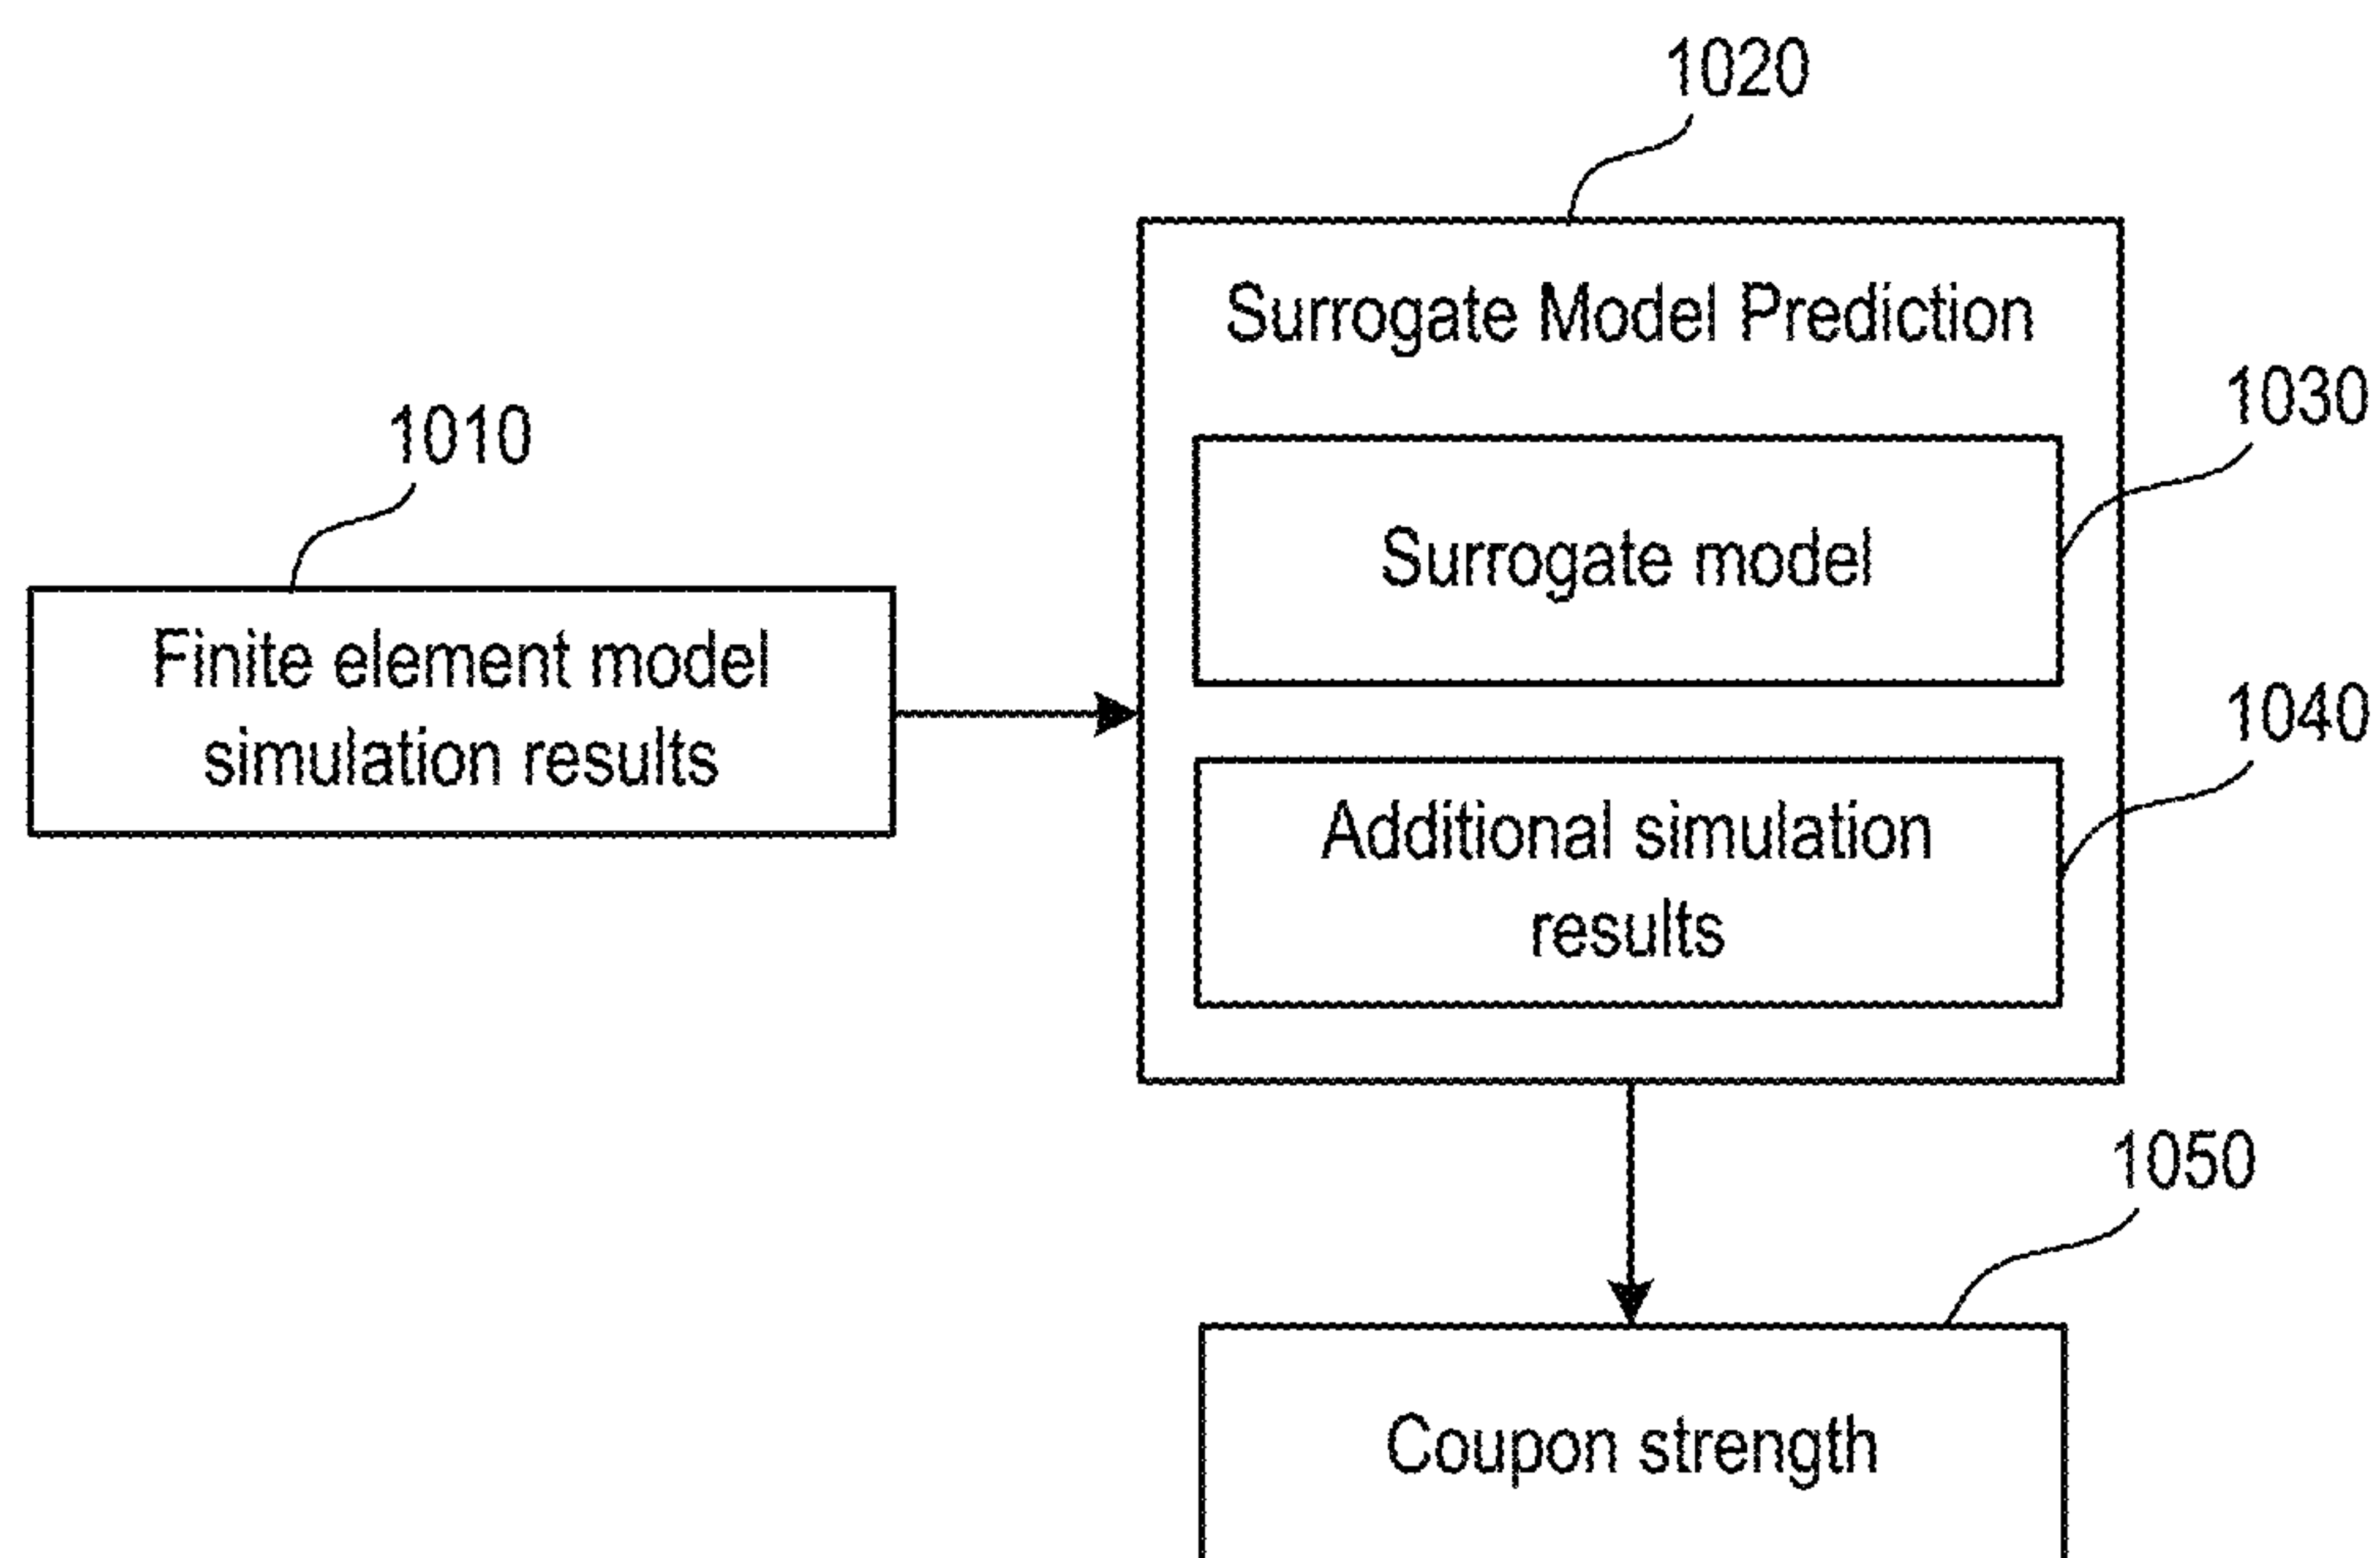 1020
Surrogate Model Prediction
1030
Surrogate model
1010
Finite element model
simulation results
1040
Additional simulation
results
1050
Coupon strength